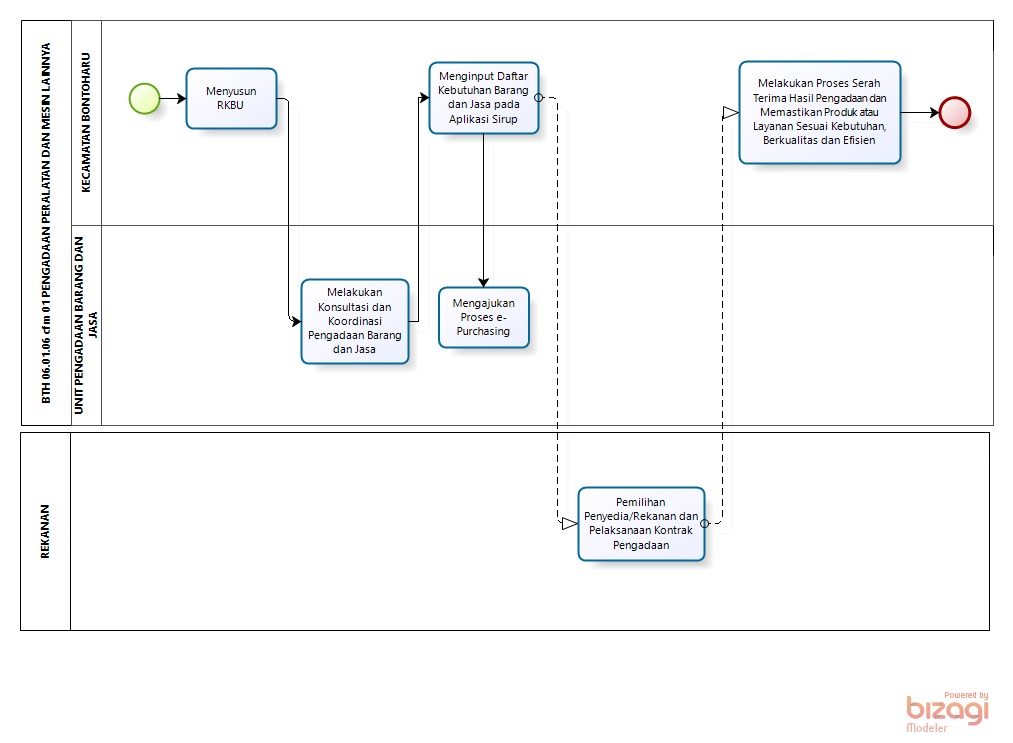 BTH 06.01.06 cfm 01 PENGADAAN PERALATAN DAN MESIN LAINNYA
KECAMATAN BONTOHARU
Menyusun
RKBU
Menginput Daftar
Kebutuhan Barang
dan Jasa pada
Aplikasi Sirup
Melakukan Proses Serah
Terima Hasil Pengadaan dan
Memastikan Produk atau
Layanan Sesuai Kebutuhan,
Berkualitas dan Efisien
UNIT PENGADAAN BARANG DAN
JASA
Melakukan
Konsultasi dan
Koordinasi
Pengadaan Barang
dan Jasa
Mengajukan
Proses e-
Purchasing
REKANAN
Pemilihan
Penyedia/Rekanan dan
Pelaksanaan Kontrak
Pengadaan
Powered by
bizagi
Modeler